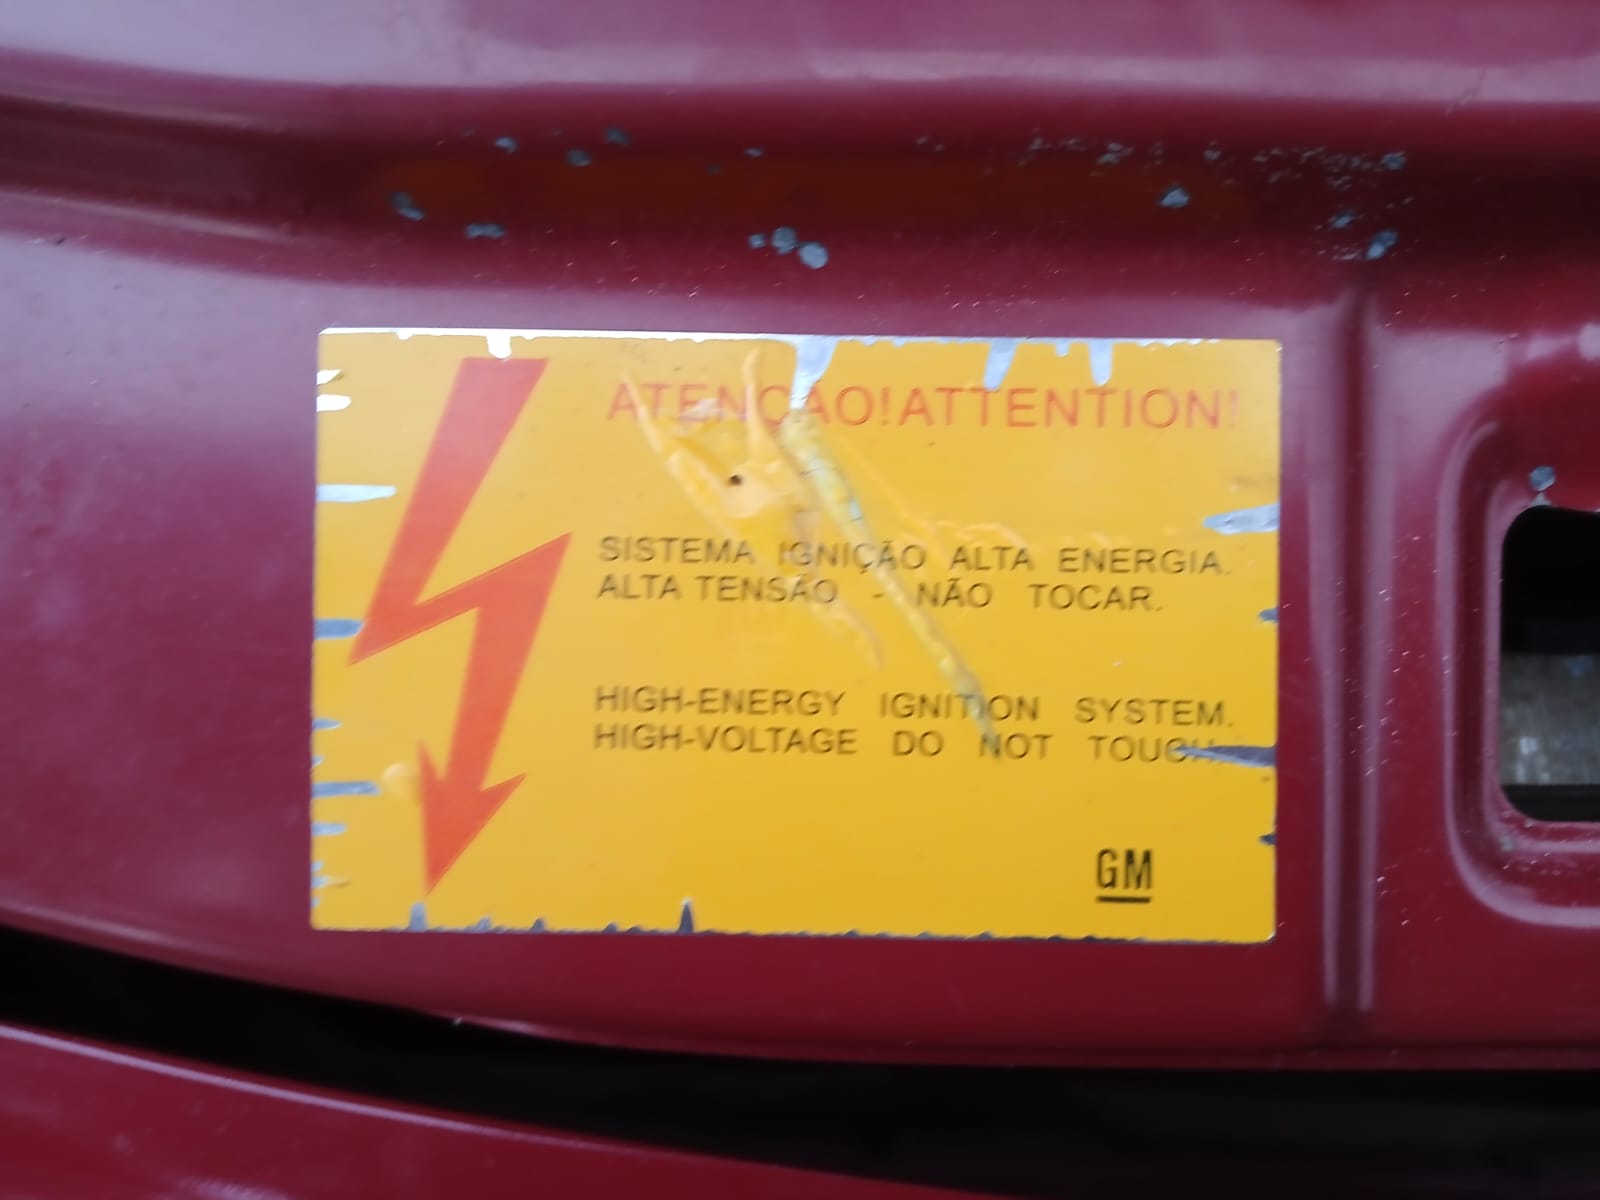 ATENÇÃO! ATTENTION!
SISTEMA IGNIÇÃO ALTA ENERGIA.
ALTA TENSÃO - NÃO TOCAR.
HIGH-ENERGY IGNITION SYSTEM.
HIGH-VOLTAGE DO NOT TOUCH.
GM